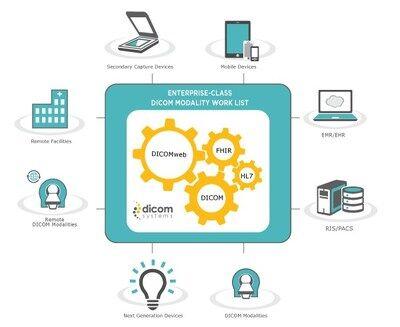 Secondary Capture Devices
Mobile Devices
ENTERPRISE-CLASS
DICOM MODALITY WORK LIST
Remote Facilities
EMR/EHR
DICOMweb
FHIR
HL7
DICOM
dicom
systems
Remote
DICOM Modalities
RIS/PACS
Next Generation Devices
DICOM Modalities